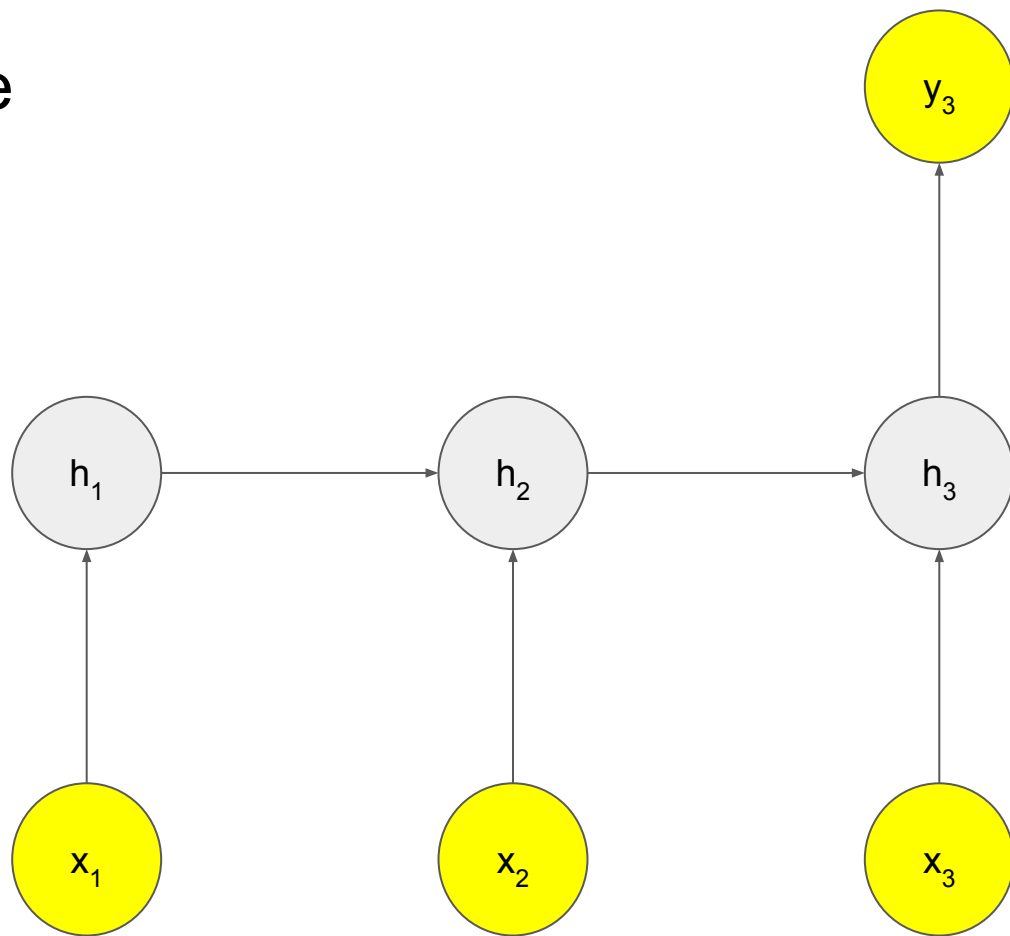 e
y₃
h₁ h₂ h₃
x₁ x₂ x₃